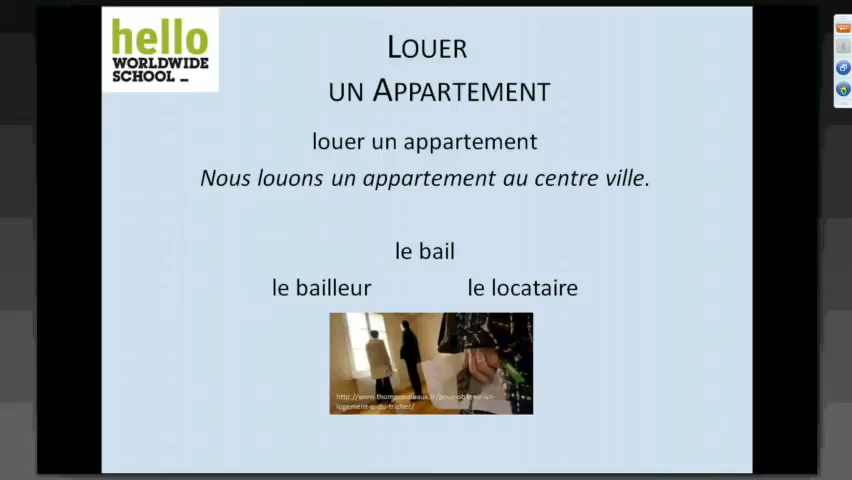 hello
WORLDWIDE
SCHOOL ...
LOUER
UN APPARTEMENT
louer un appartement
Nous louons un appartement au centre ville.
le bail
le bailleur le locataire